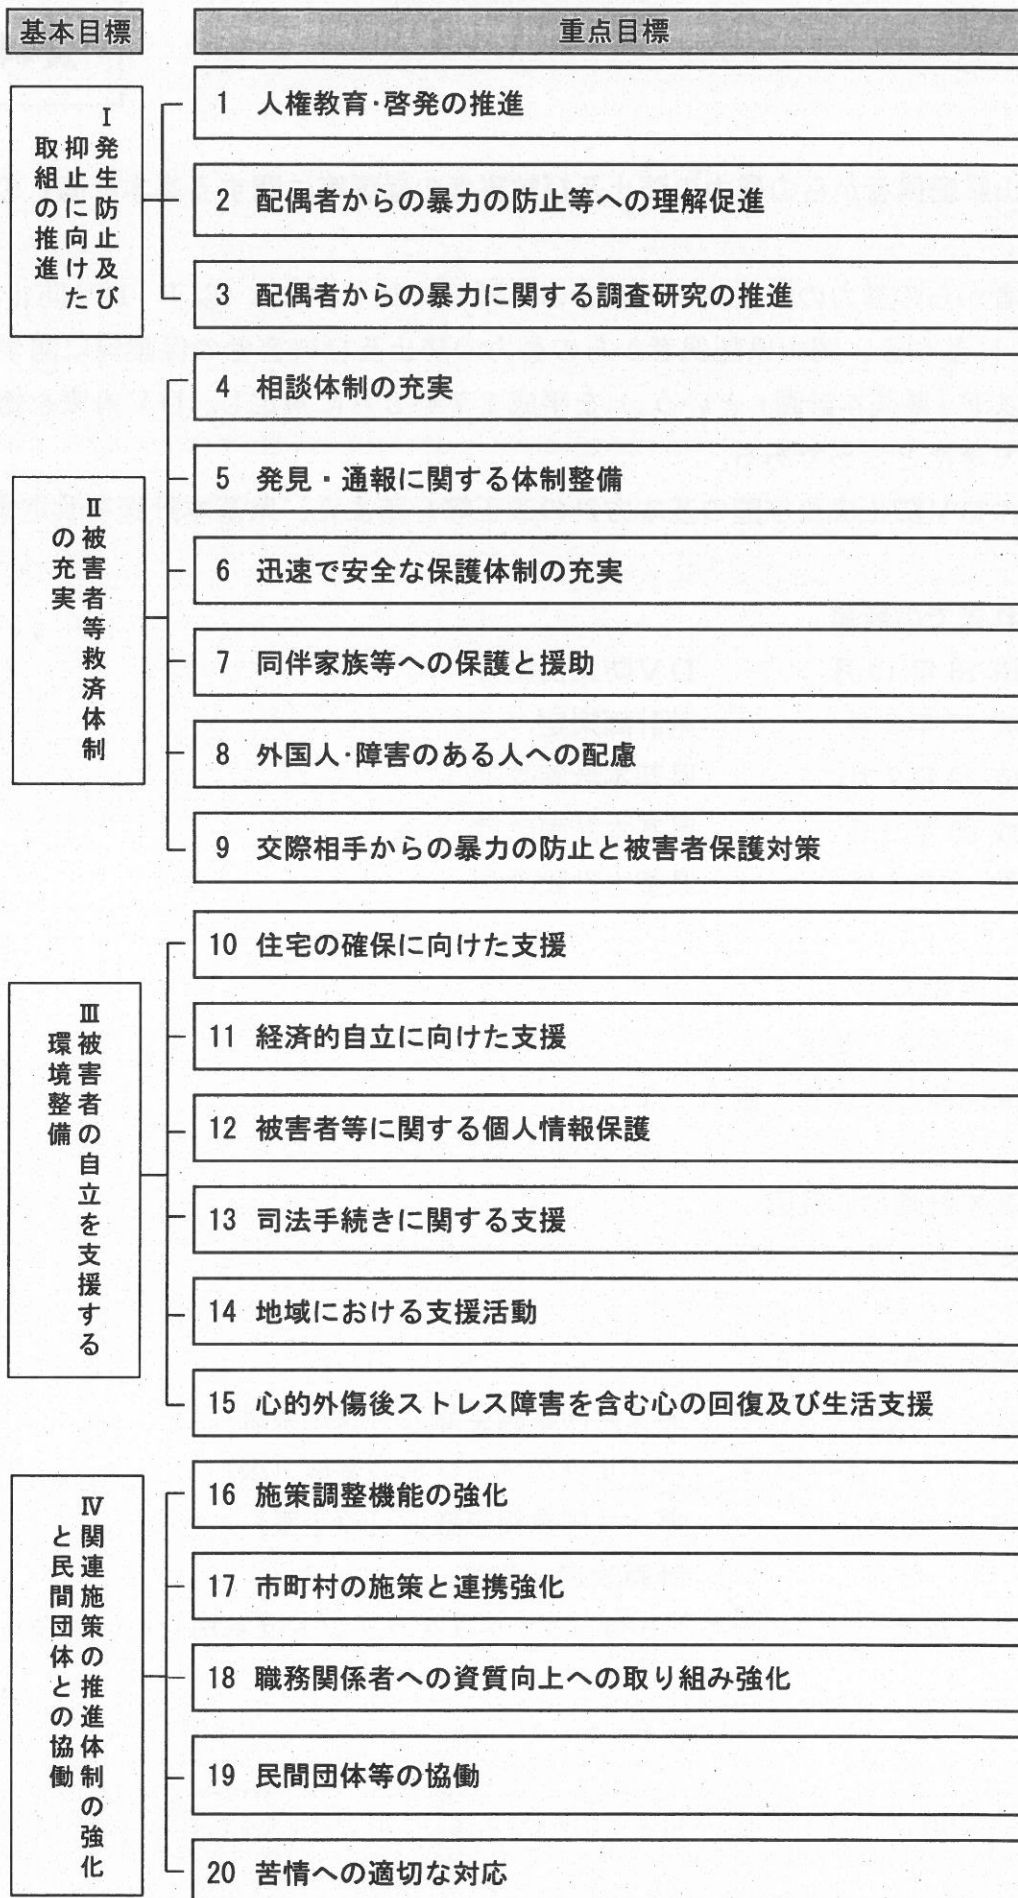 基本目標
重点目標
Ⅰ発生防止及び
抑止に向けた
取組の推進
1 人権教育・啓発の推進
2 配偶者からの暴力の防止等への理解促進
3 配偶者からの暴力に関する調査研究の推進
Ⅱ被害者等救済体制
の充実
4 相談体制の充実
5 発見・通報に関する体制整備
6 迅速で安全な保護体制の充実
7 同伴家族等への保護と援助
8 外国人・障害のある人への配慮
9 交際相手からの暴力の防止と被害者保護対策
Ⅲ被害者の自立を支援する
環境整備
10 住宅の確保に向けた支援
11 経済的自立に向けた支援
12 被害者等に関する個人情報保護
13 司法手続きに関する支援
14 地域における支援活動
15 心的外傷後ストレス障害を含む心の回復及び生活支援
Ⅳ関連施策の推進体制の強化
と民間団体との協働
16 施策調整機能の強化
17 市町村の施策と連携強化
18 職務関係者への資質向上への取り組み強化
19 民間団体等の協働
20 苦情への適切な対応